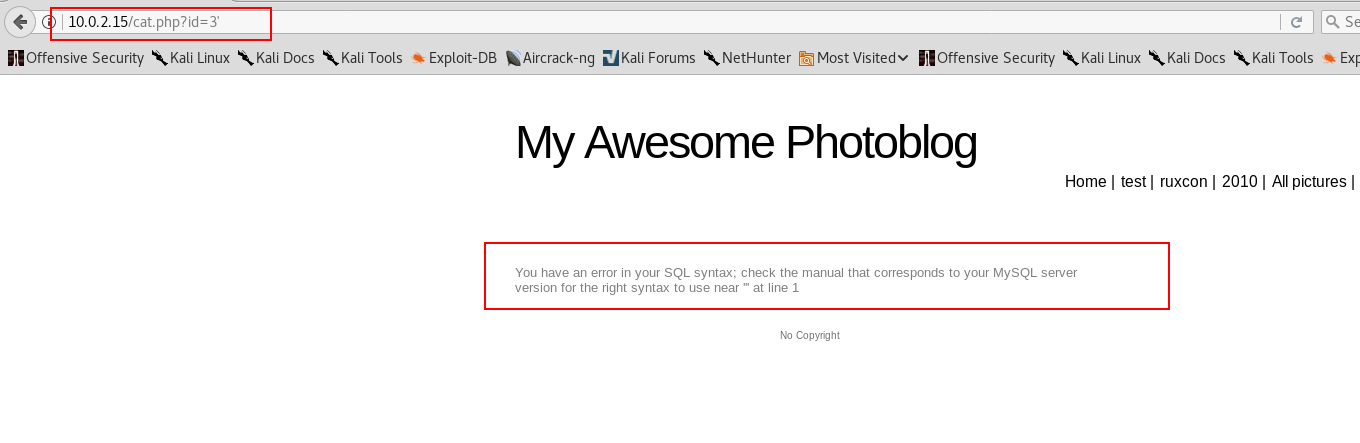 10.0.2.15/cat.php?id=3'
Offensive Security Kali Linux Kali Docs Kali Tools Exploit-DB Aircrack-ng Kali Forums NetHunter Most Visited Offensive Security Kali Linux Kali Docs Kali Tools
My Awesome Photoblog
Home | test | ruxcon | 2010 | All pictures |
You have an error in your SQL syntax; check the manual that corresponds to your MySQL server
version for the right syntax to use near ''' at line 1
No Copyright